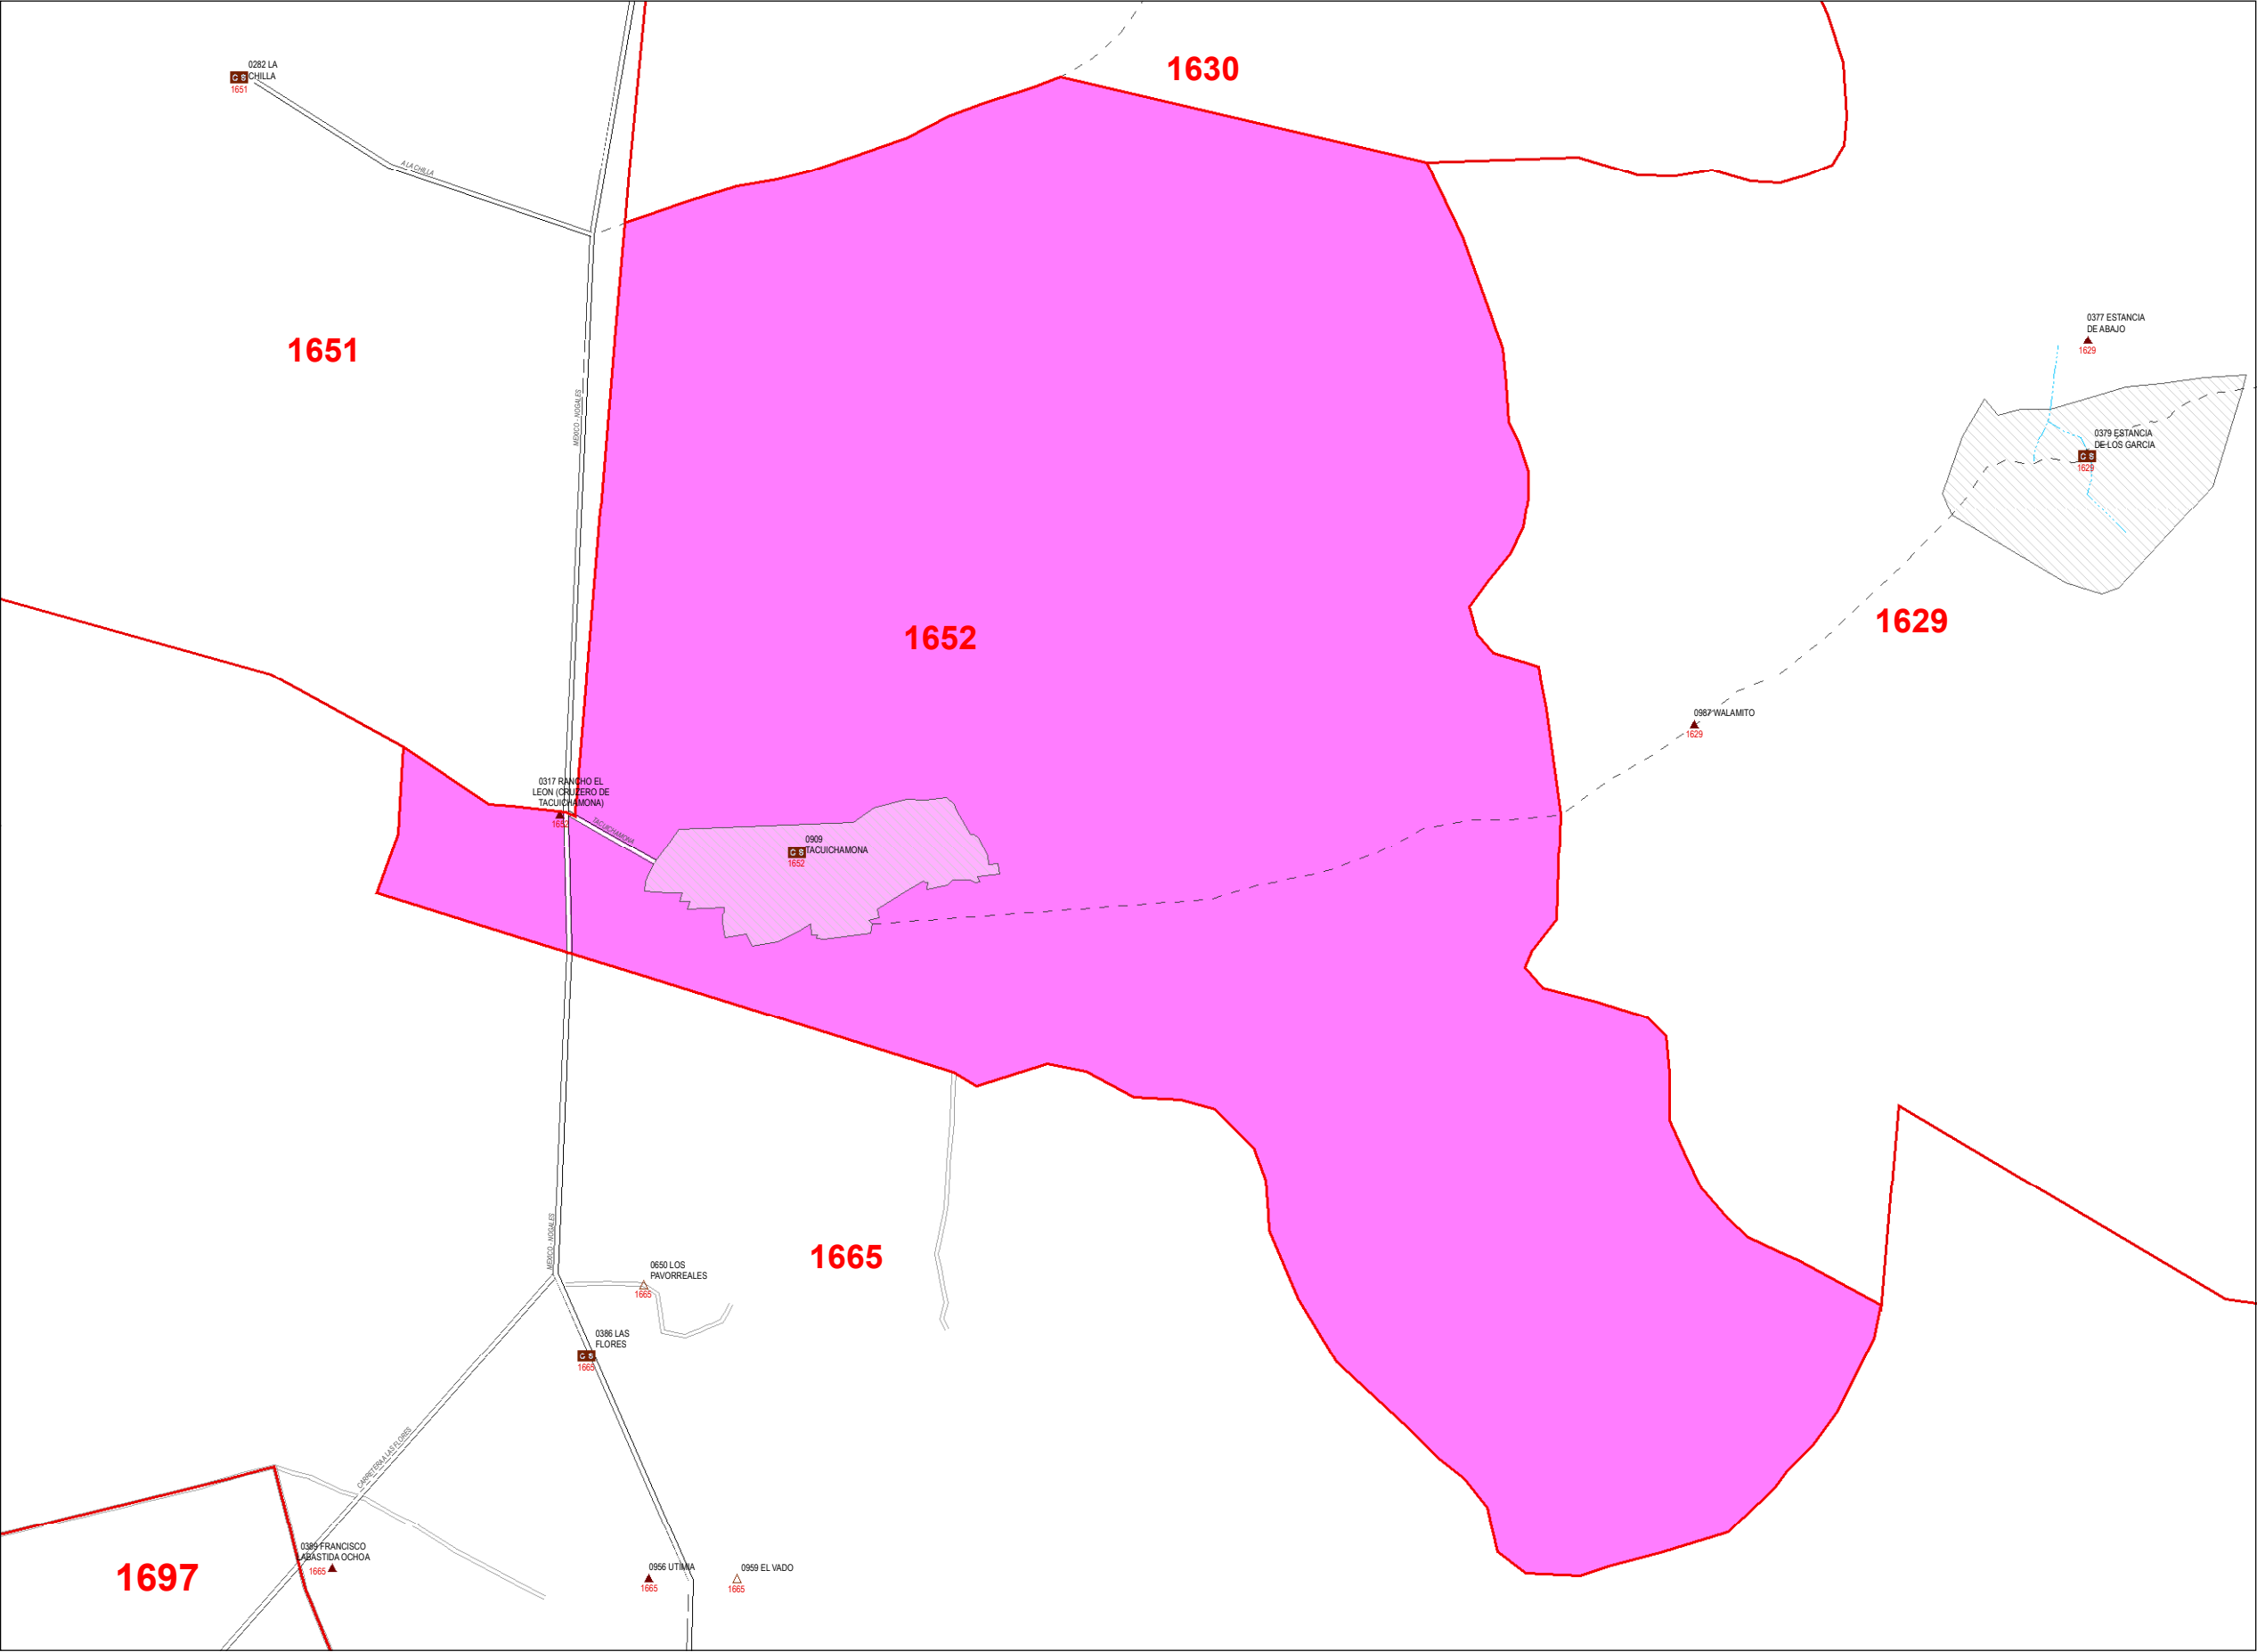 0282 LA
CHILLA
C S
1651
1630
A LA CHILLA
1651
MEXICO - NOGALES
0377 ESTANCIA
DE ABAJO
1629
0379 ESTANCIA
DE LOS GARCIA
C S
1629
1652
1629
0987 WALAMITO
1629
0317 RANCHO EL
LEON (CRUZERO DE
TACUICHAMONA)
1652
TACUICHAMONA
0909
TACUICHAMONA
C S
1652
MEXICO - NOGALES
1665
0650 LOS
PAVORREALES
1665
0386 LAS
FLORES
C S
1665
CARRETERA A LAS FLORES
1697
0389 FRANCISCO
LABASTIDA OCHOA
1665
0956 UTIMIA
1665
0959 EL VADO
1665